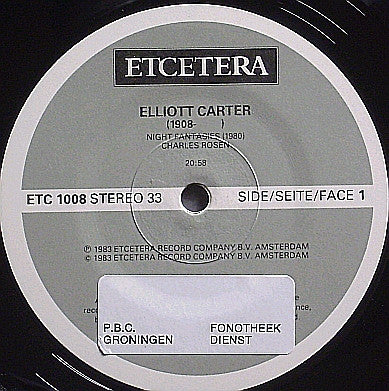 ETCETERA
ELLIOTT CARTER
(1908- )
NIGHT FANTASIES (1980)
CHARLES ROSEN
20:58
ETC 1008 STEREO 33 SIDE/SEITE/FACE 1
℗ 1983 ETCETERA RECORD COMPANY B.V. AMSTERDAM
© 1983 ETCETERA RECORD COMPANY B.V. AMSTERDAM
P.B.C. FONOTHEEK
GRONINGEN DIENST